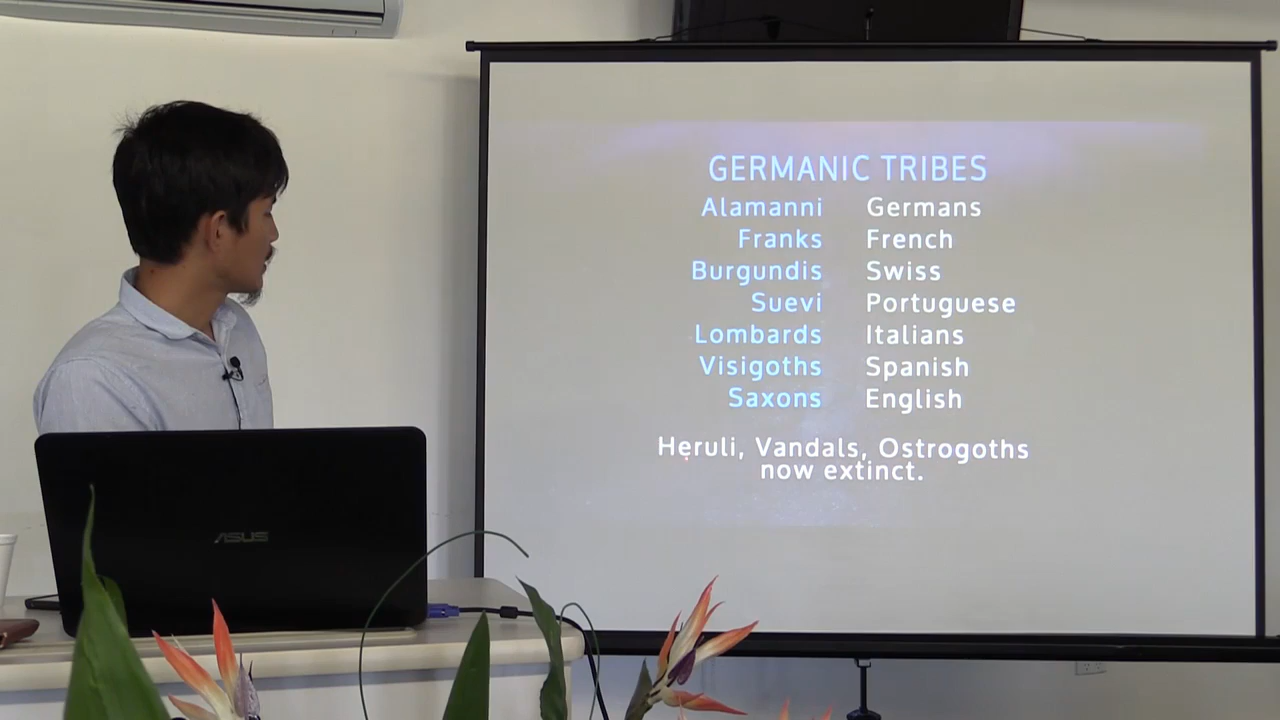 GERMANIC TRIBES
Alamanni Germans
Franks French
Burgundis Swiss
Suevi Portuguese
Lombards Italians
Visigoths Spanish
Saxons English
Heruli, Vandals, Ostrogoths
now extinct.
ASUS